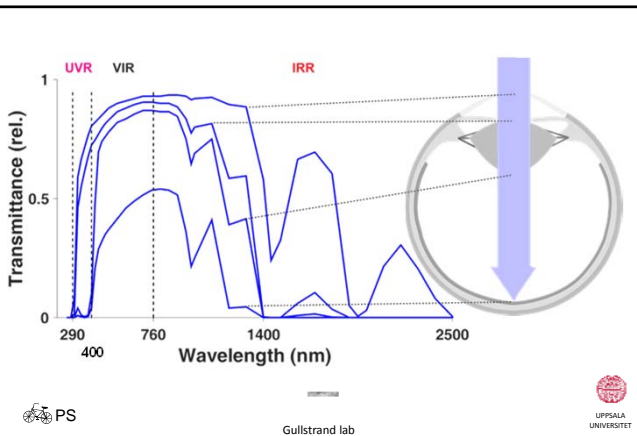 UVR VIR IRR
1
0.5
0
Transmittance (rel.)
290 760 1400 2500
400
Wavelength (nm)
PS
Gullstrand lab
UPPSALA
UNIVERSITET